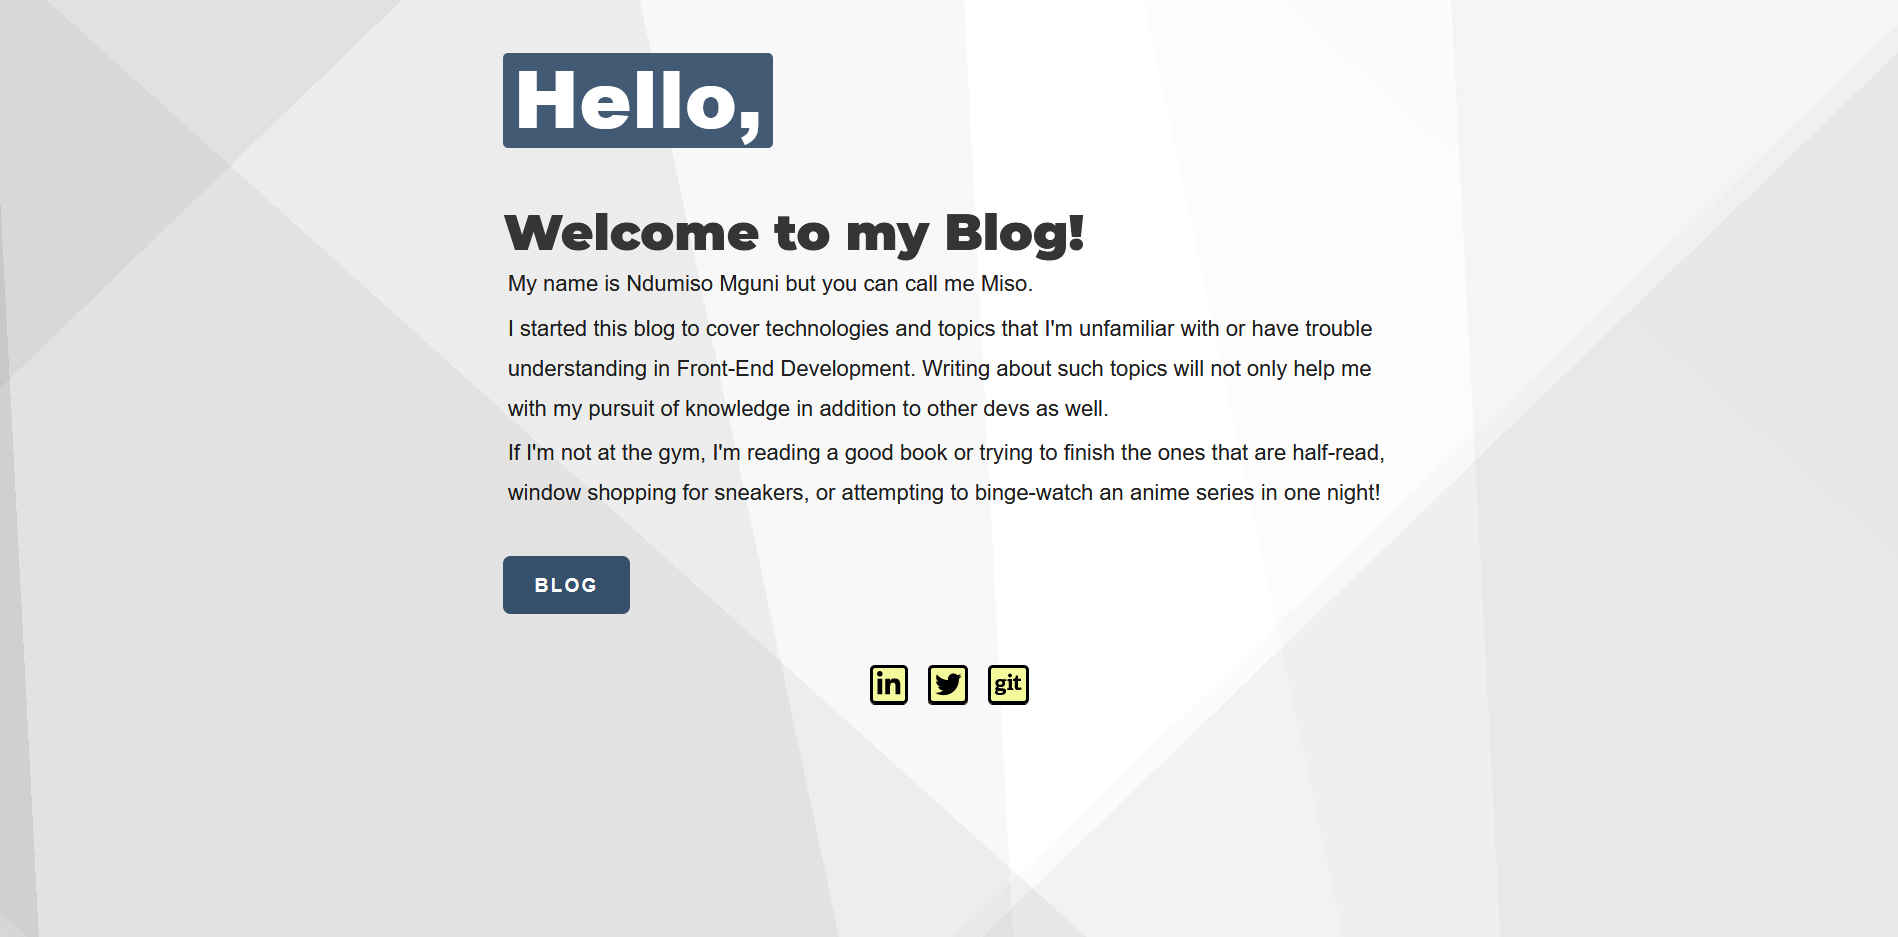 Hello,
Welcome to my Blog!
My name is Ndumiso Mguni but you can call me Miso.
I started this blog to cover technologies and topics that I'm unfamiliar with or have trouble
understanding in Front-End Development. Writing about such topics will not only help me
with my pursuit of knowledge in addition to other devs as well.
If I'm not at the gym, I'm reading a good book or trying to finish the ones that are half-read,
window shopping for sneakers, or attempting to binge-watch an anime series in one night!
BLOG
in git